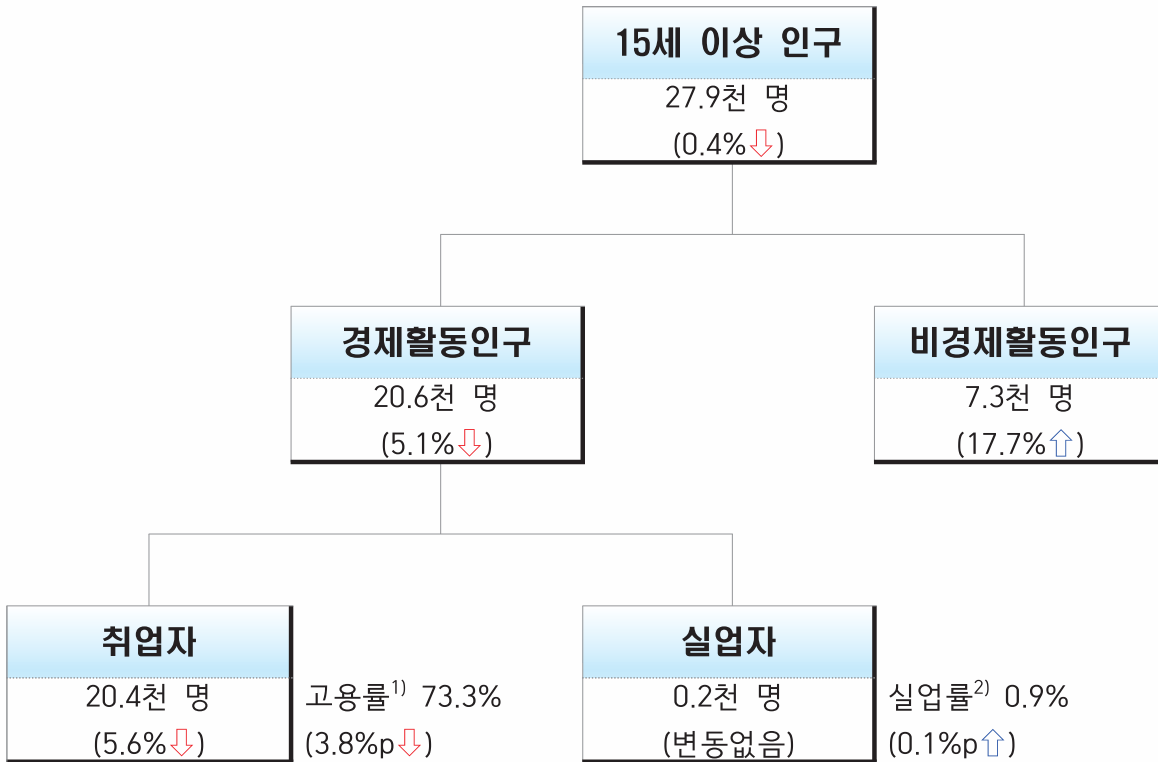 15세 이상 인구
27.9천 명
(0.4%⇩)
경제활동인구
20.6천 명
(5.1%⇩)
비경제활동인구
7.3천 명
(17.7%⇧)
취업자
20.4천 명
(5.6%⇩)
고용률1) 73.3%
(3.8%p⇩)
실업자
0.2천 명
(변동없음)
실업률2) 0.9%
(0.1%p⇧)